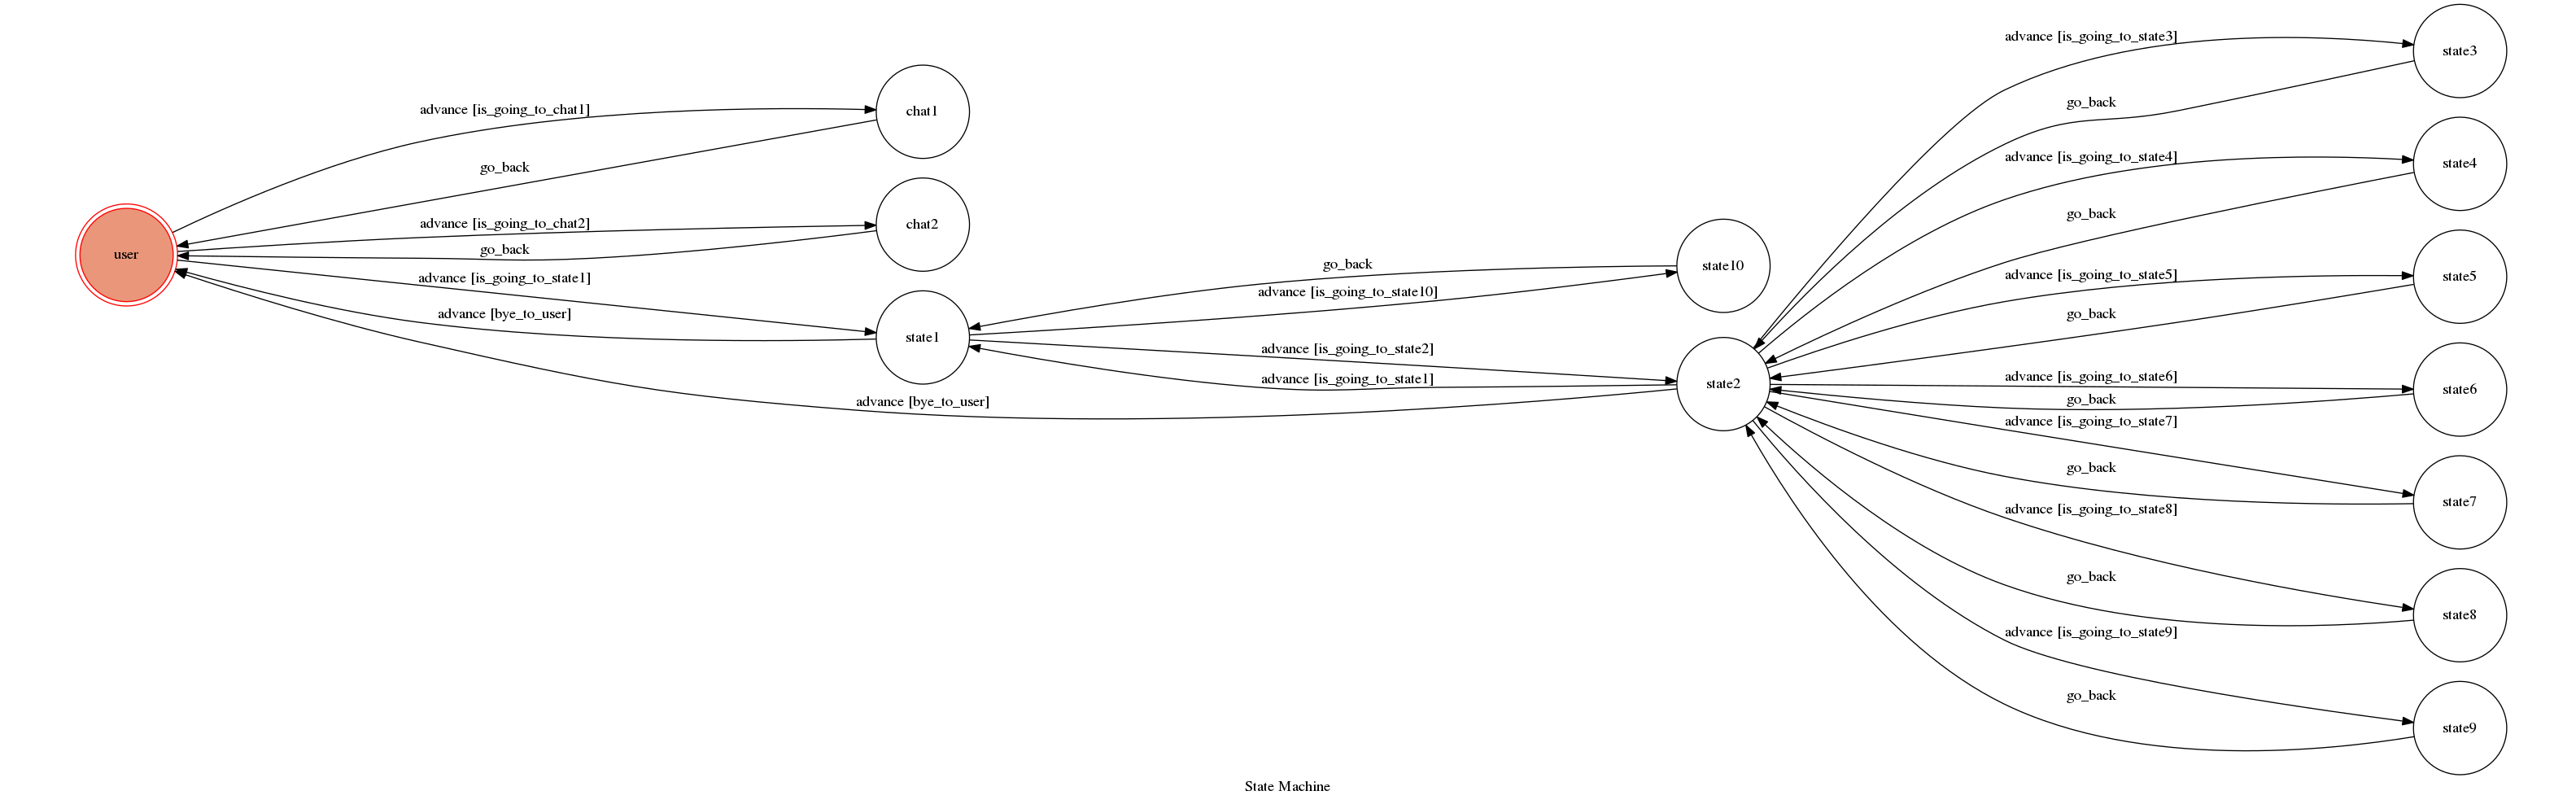 user
advance [is_going_to_chat1]
go_back
advance [is_going_to_chat2]
go_back
advance [is_going_to_state1]
advance [bye_to_user]
chat1
chat2
state1
advance [bye_to_user]
go_back
advance [is_going_to_state10]
advance [is_going_to_state2]
advance [is_going_to_state1]
state10
state2
advance [is_going_to_state3]
go_back
advance [is_going_to_state4]
go_back
advance [is_going_to_state5]
go_back
advance [is_going_to_state6]
go_back
advance [is_going_to_state7]
go_back
advance [is_going_to_state8]
go_back
advance [is_going_to_state9]
go_back
state3
state4
state5
state6
state7
state8
state9
State Machine